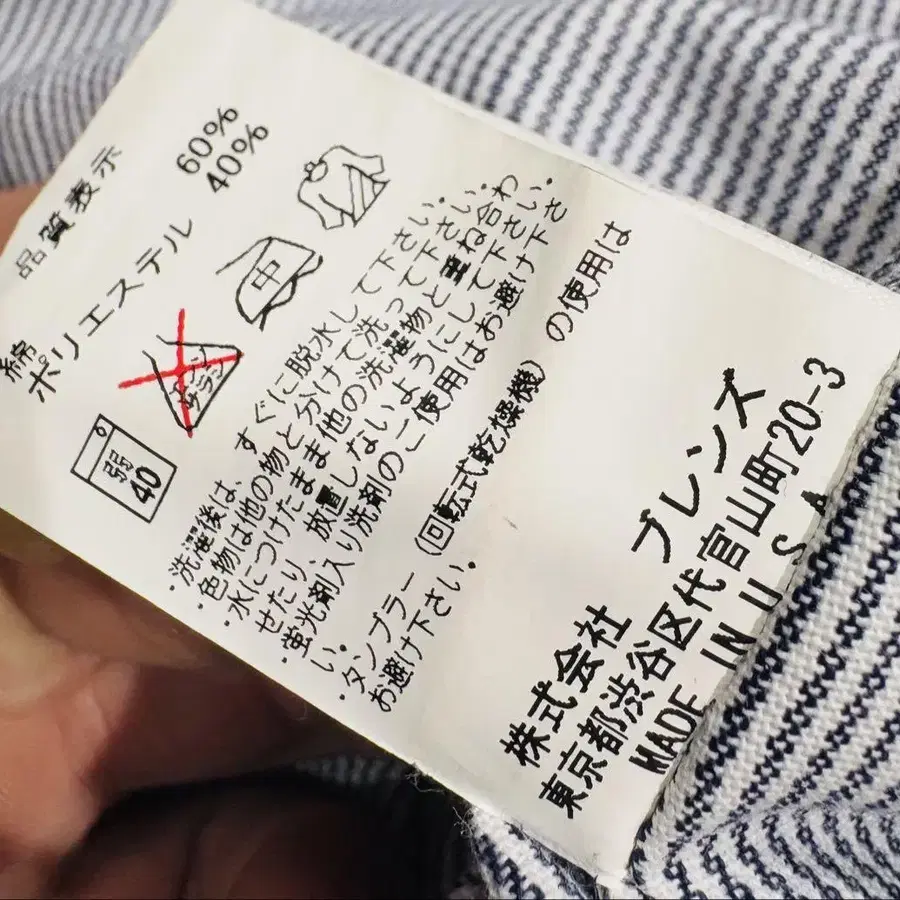 品質表示
綿 60%
ポリエステル 40%
弱
40
エンソ
サラシ
中
・洗濯後は、すぐに脱水して下さい。
・色物は他の物と分けて洗って下さい。
・水につけたまま他の洗濯物と重ね合わ
せたり、放置しないようにして下さい。
・蛍光剤入り洗剤のご使用はお避け下さ
い。
・タンブラー(回転式乾燥機)の使用は
お避け下さい。
株式会社 ブレンズ
東京都渋谷区代官山町20-3
MADE IN USA